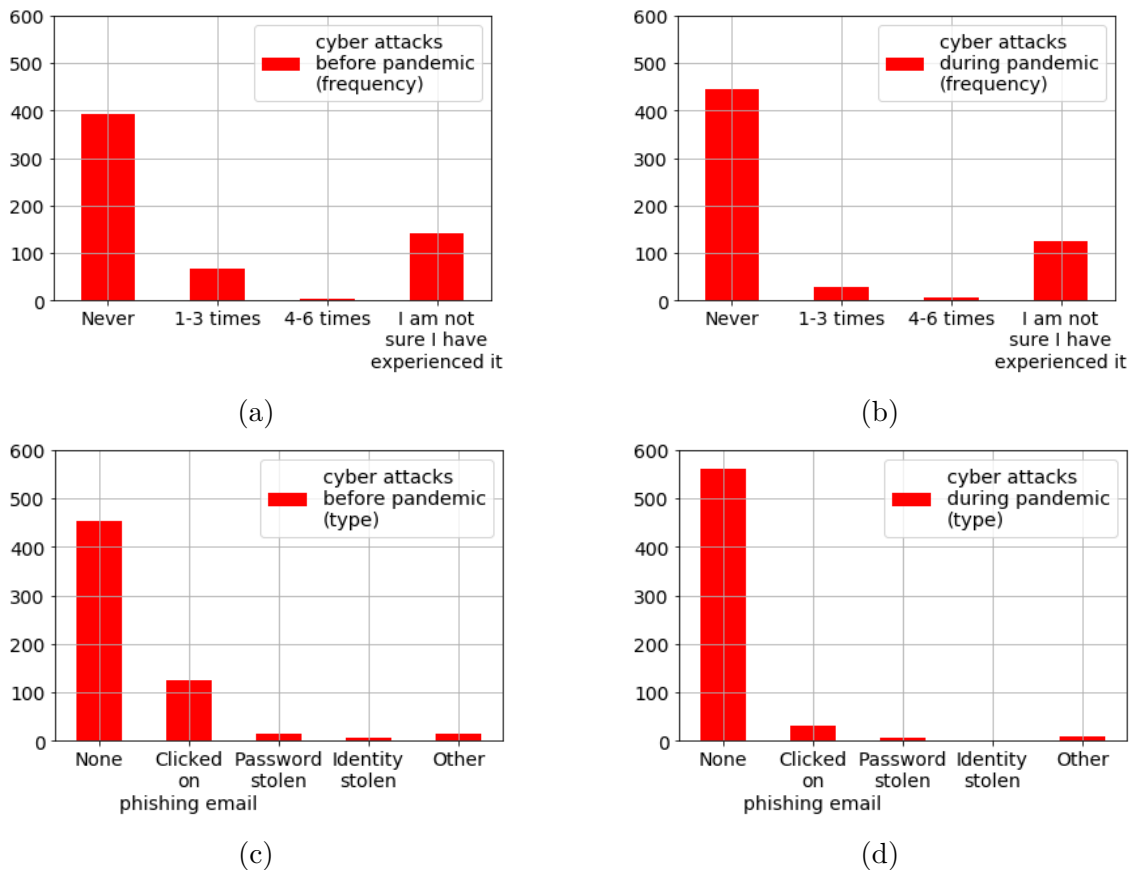 600
500
400
300
200
100
0
cyber attacks
before pandemic
(frequency)
Never
1-3 times
4-6 times
I am not
sure I have
experienced it
(a)
600
500
400
300
200
100
0
cyber attacks
during pandemic
(frequency)
Never
1-3 times
4-6 times
I am not
sure I have
experienced it
(b)
600
500
400
300
200
100
0
cyber attacks
before pandemic
(type)
None
Clicked
on
phishing email
Password
stolen
Identity
stolen
Other
(c)
600
500
400
300
200
100
0
cyber attacks
during pandemic
(type)
None
Clicked
on
phishing email
Password
stolen
Identity
stolen
Other
(d)